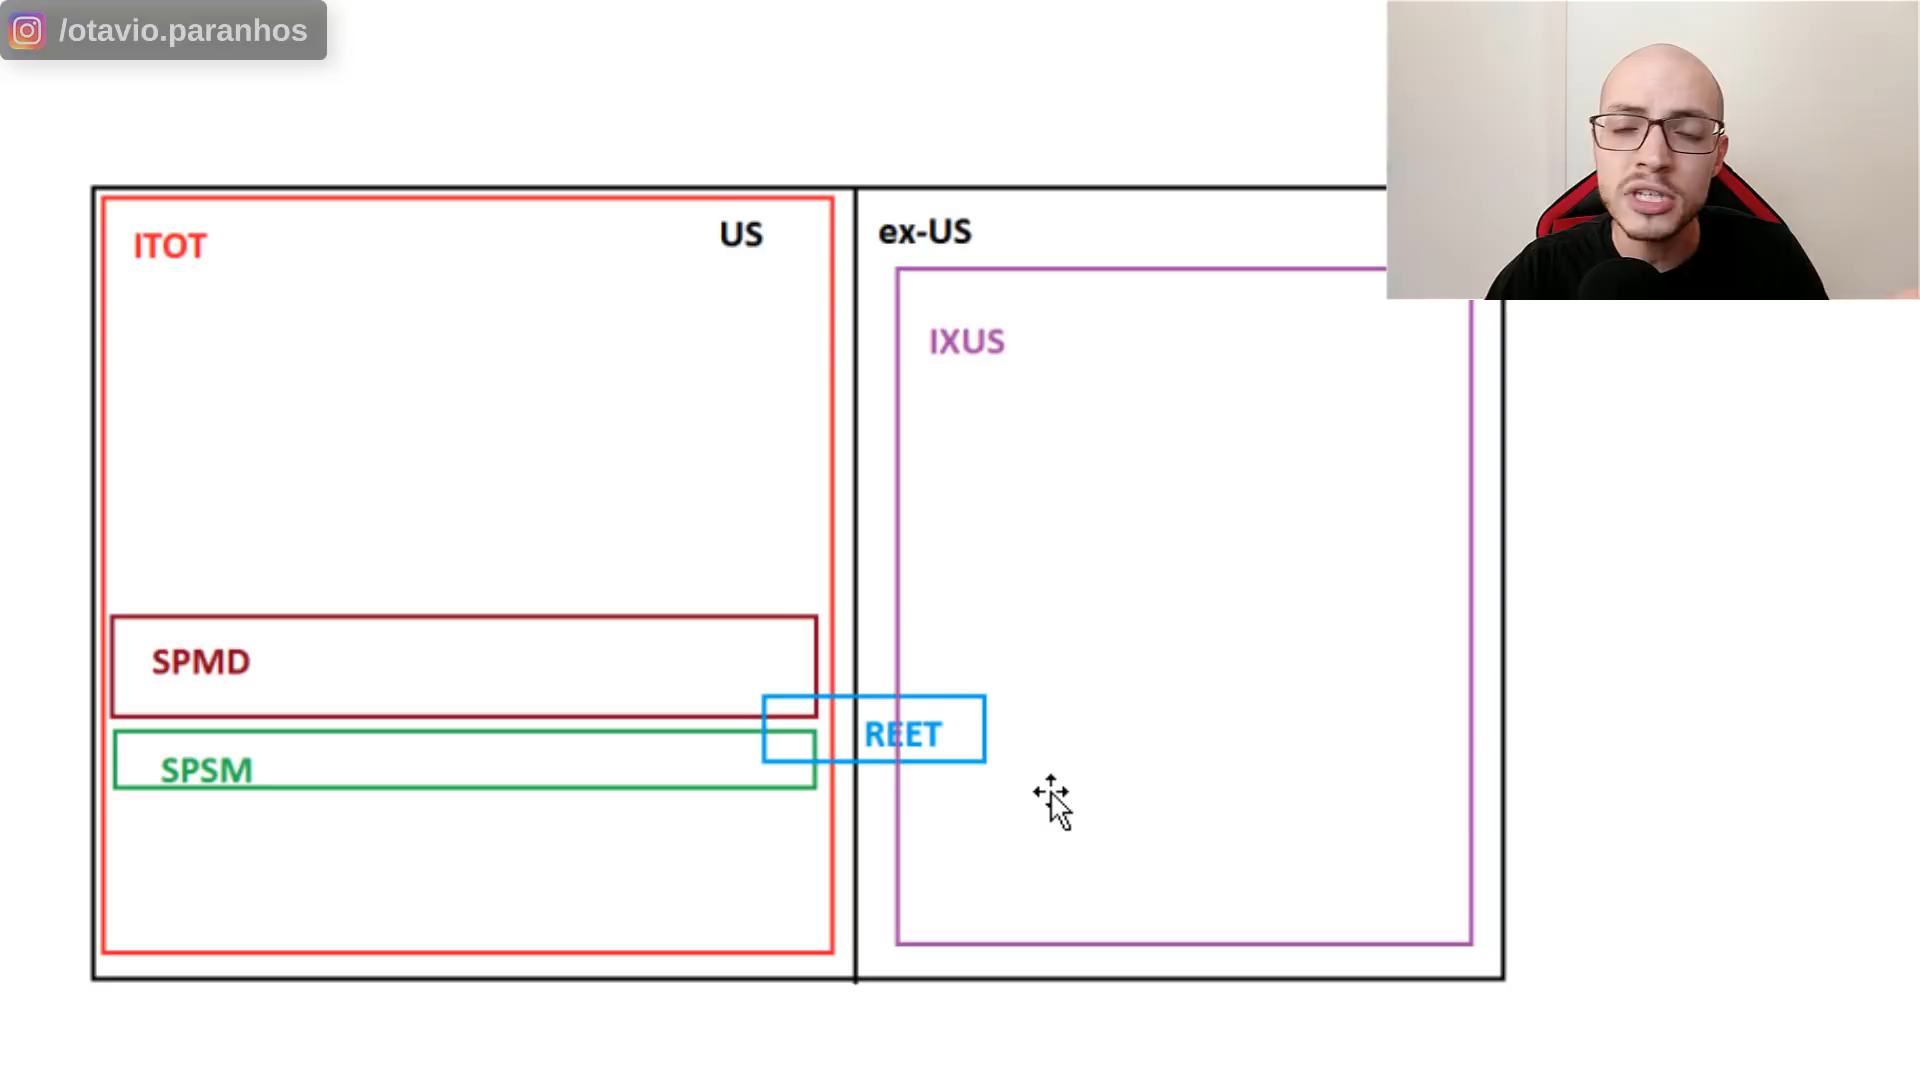 /otavio.paranhos
ITOT
US
ex-US
IXUS
SPMD
REET
SPSM